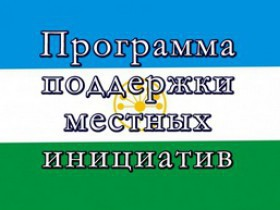 Программа
поддержки
местных
инициатив